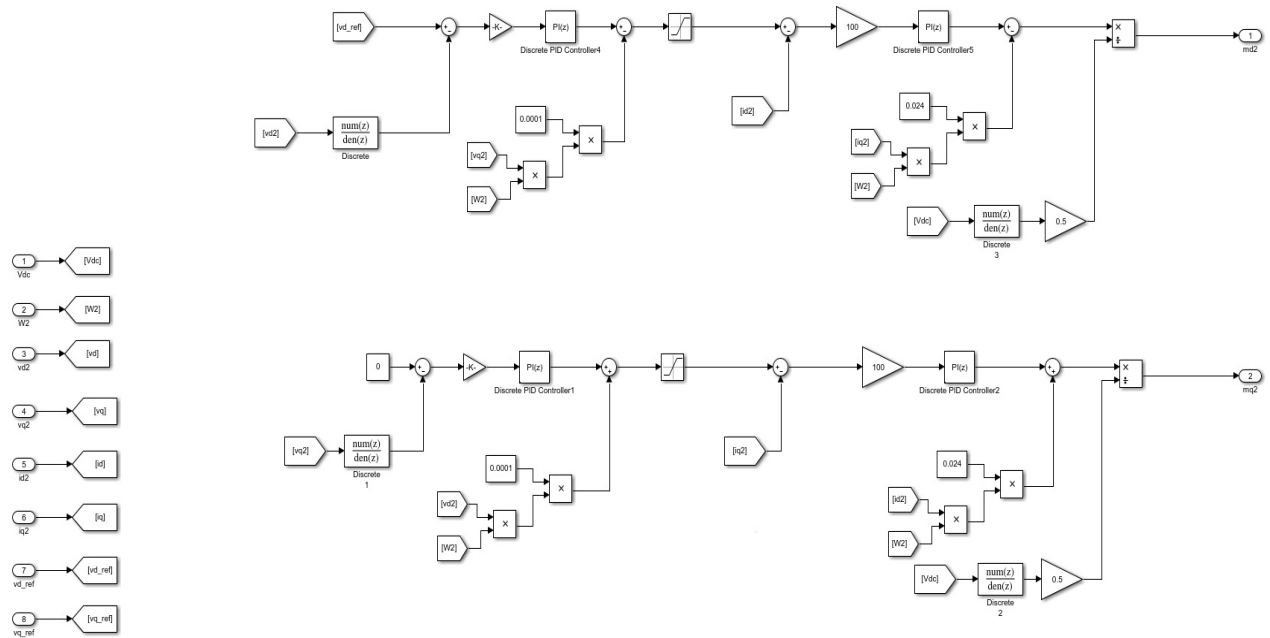 [vd_ref]
+
-
-K-
PI(z)
Discrete PID Controller4
+
-
+
-
100
PI(z)
Discrete PID Controller5
+
-
×
÷
1
md2
[vd2]
num(z)
den(z)
Discrete
0.0001
×
[vq2]
[W2]
×
[id2]
0.024
×
[iq2]
[W2]
×
[Vdc]
num(z)
den(z)
Discrete
3
0.5
1
Vdc
[Vdc]
2
W2
[W2]
3
vd2
[vd]
4
vq2
[vq]
5
id2
[id]
6
iq2
[iq]
7
vd_ref
[vd_ref]
8
vq_ref
[vq_ref]
0
+
-
-K-
PI(z)
Discrete PID Controller1
+
+
+
-
100
PI(z)
Discrete PID Controller2
+
+
×
÷
2
mq2
[vq2]
num(z)
den(z)
Discrete
1
0.0001
×
[vd2]
[W2]
×
[iq2]
0.024
×
[id2]
[W2]
×
[Vdc]
num(z)
den(z)
Discrete
2
0.5